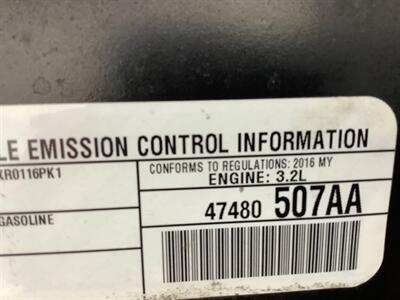 LE EMISSION CONTROL INFORMATION
KR0116PK1
CONFORMS TO REGULATIONS: 2016 MY
ENGINE: 3.2L
GASOLINE
47480 507AA